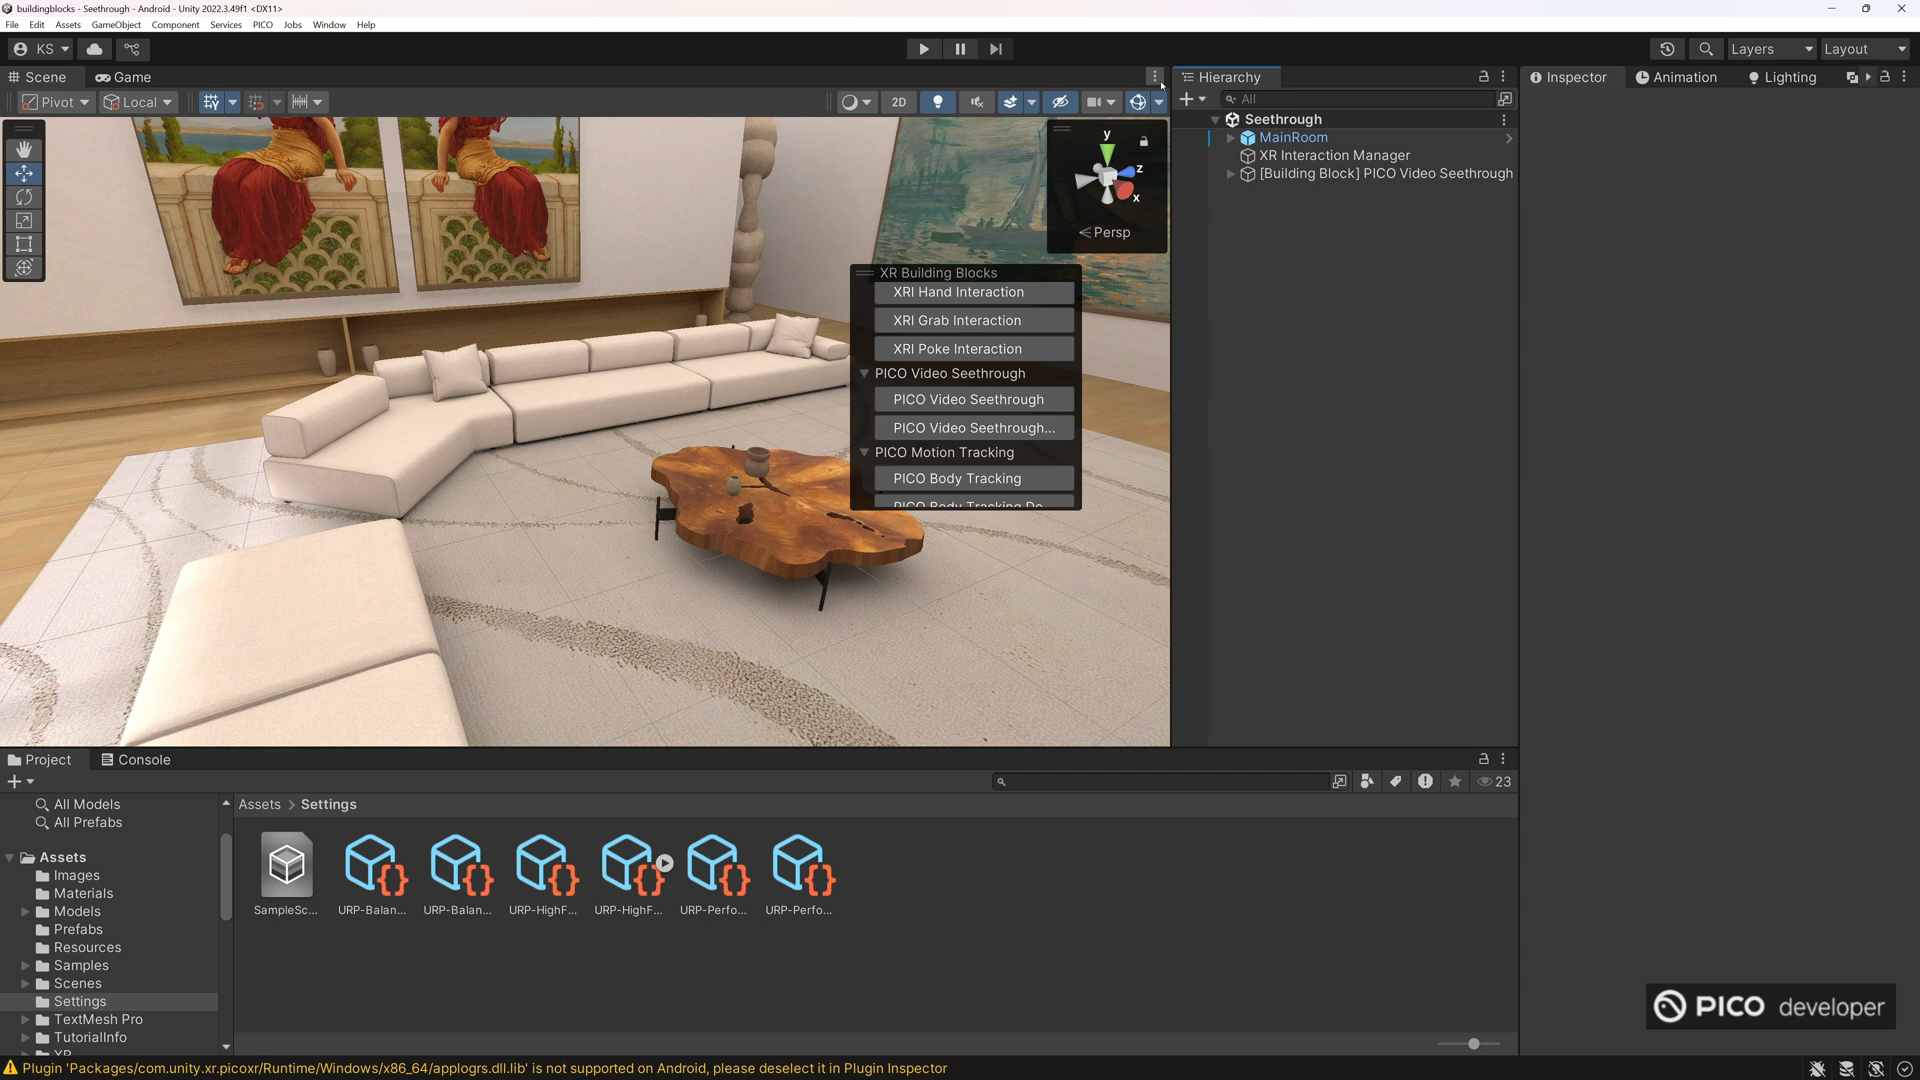 buildingblocks - Seethrough - Android - Unity 2022.3.49f1 <DX11>
File Edit Assets GameObject Component Services PICO Jobs Window Help
KS
Layers
Layout
Scene
Game
Pivot
Local
2D
y
z
x
Persp
XR Building Blocks
XRI Hand Interaction
XRI Grab Interaction
XRI Poke Interaction
PICO Video Seethrough
PICO Video Seethrough
PICO Video Seethrough...
PICO Motion Tracking
PICO Body Tracking
PICO Body Tracking De...
Hierarchy
All
Seethrough
MainRoom
XR Interaction Manager
[Building Block] PICO Video Seethrough
Inspector
Animation
Lighting
Project
Console
23
All Models
All Prefabs
Assets
Images
Materials
Models
Prefabs
Resources
Samples
Scenes
Settings
TextMesh Pro
TutorialInfo
XR
Assets > Settings
SampleSc...
URP-Balan...
URP-Balan...
URP-HighF...
URP-HighF...
URP-Perfo...
URP-Perfo...
PICO developer
Plugin 'Packages/com.unity.xr.picoxr/Runtime/Windows/x86_64/applogrs.dll.lib' is not supported on Android, please deselect it in Plugin Inspector